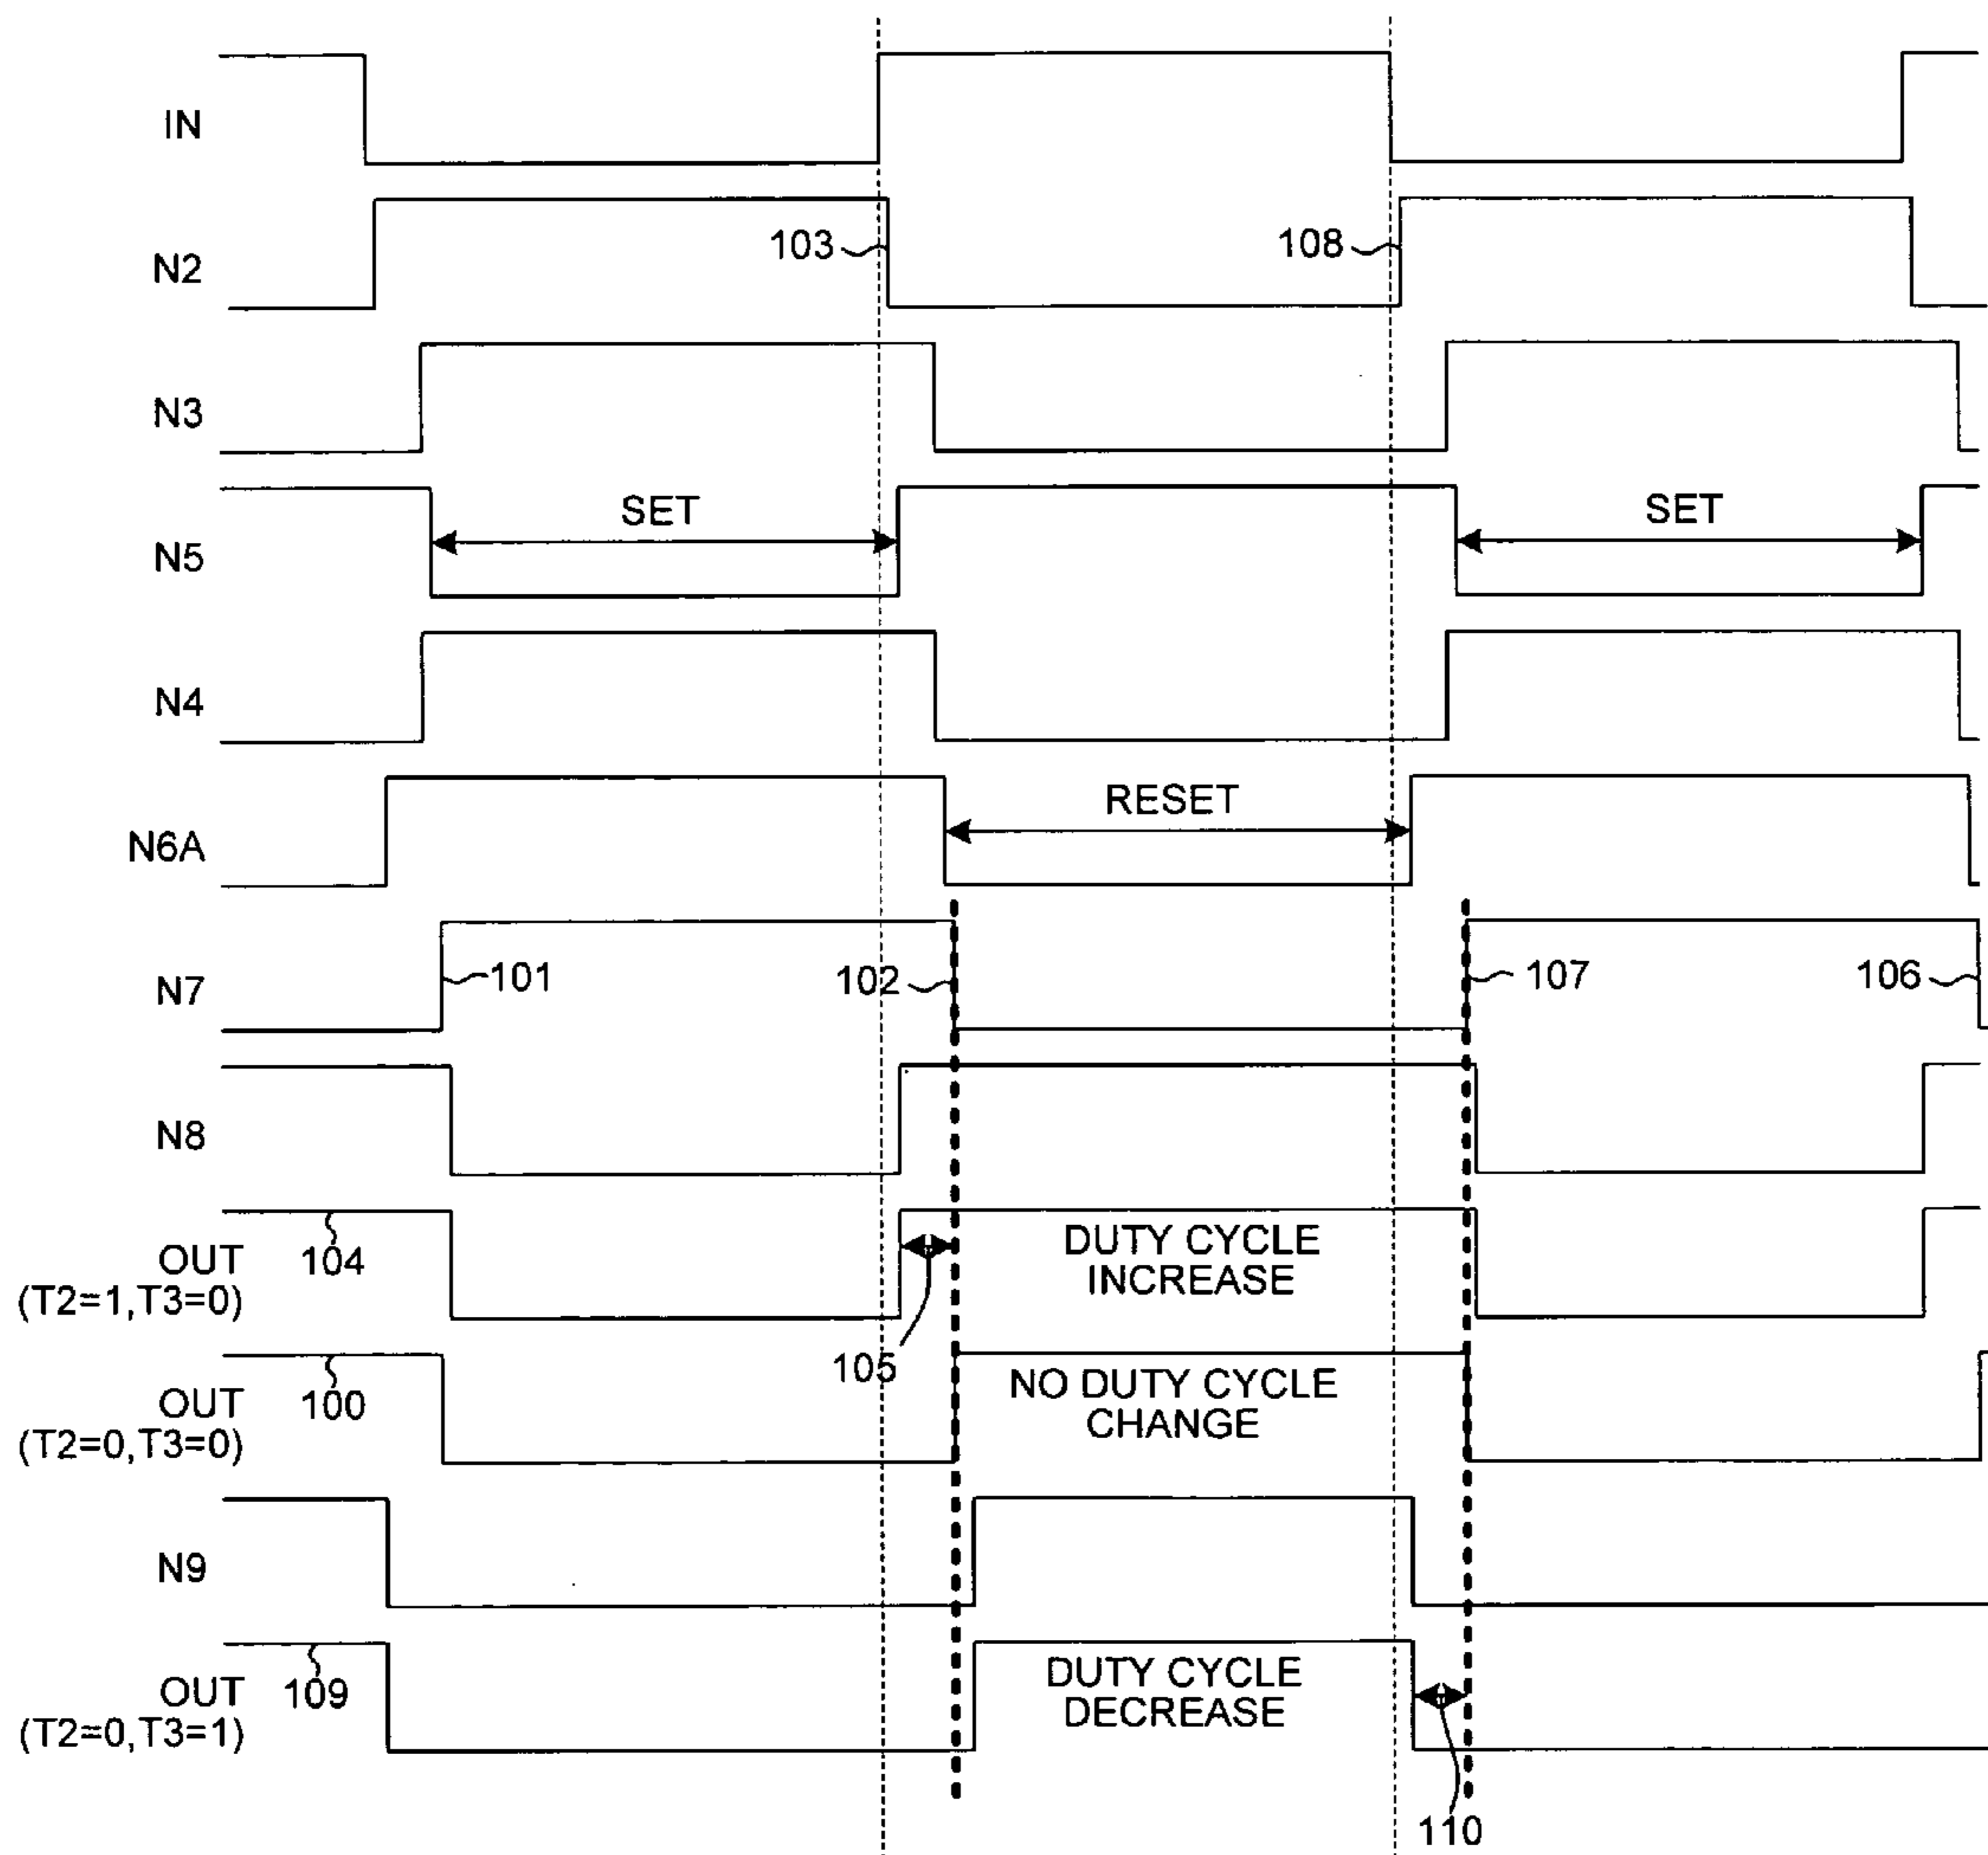 IN
N2
103
108
N3
SET
SET
N5
N4
RESET
N6A
101
102
107
106
N7
N8
104
OUT
(T2=1,T3=0)
DUTY CYCLE
INCREASE
105
100
OUT
(T2=0,T3=0)
NO DUTY CYCLE
CHANGE
N9
OUT
(T2=0,T3=1)
109
DUTY CYCLE
DECREASE
110